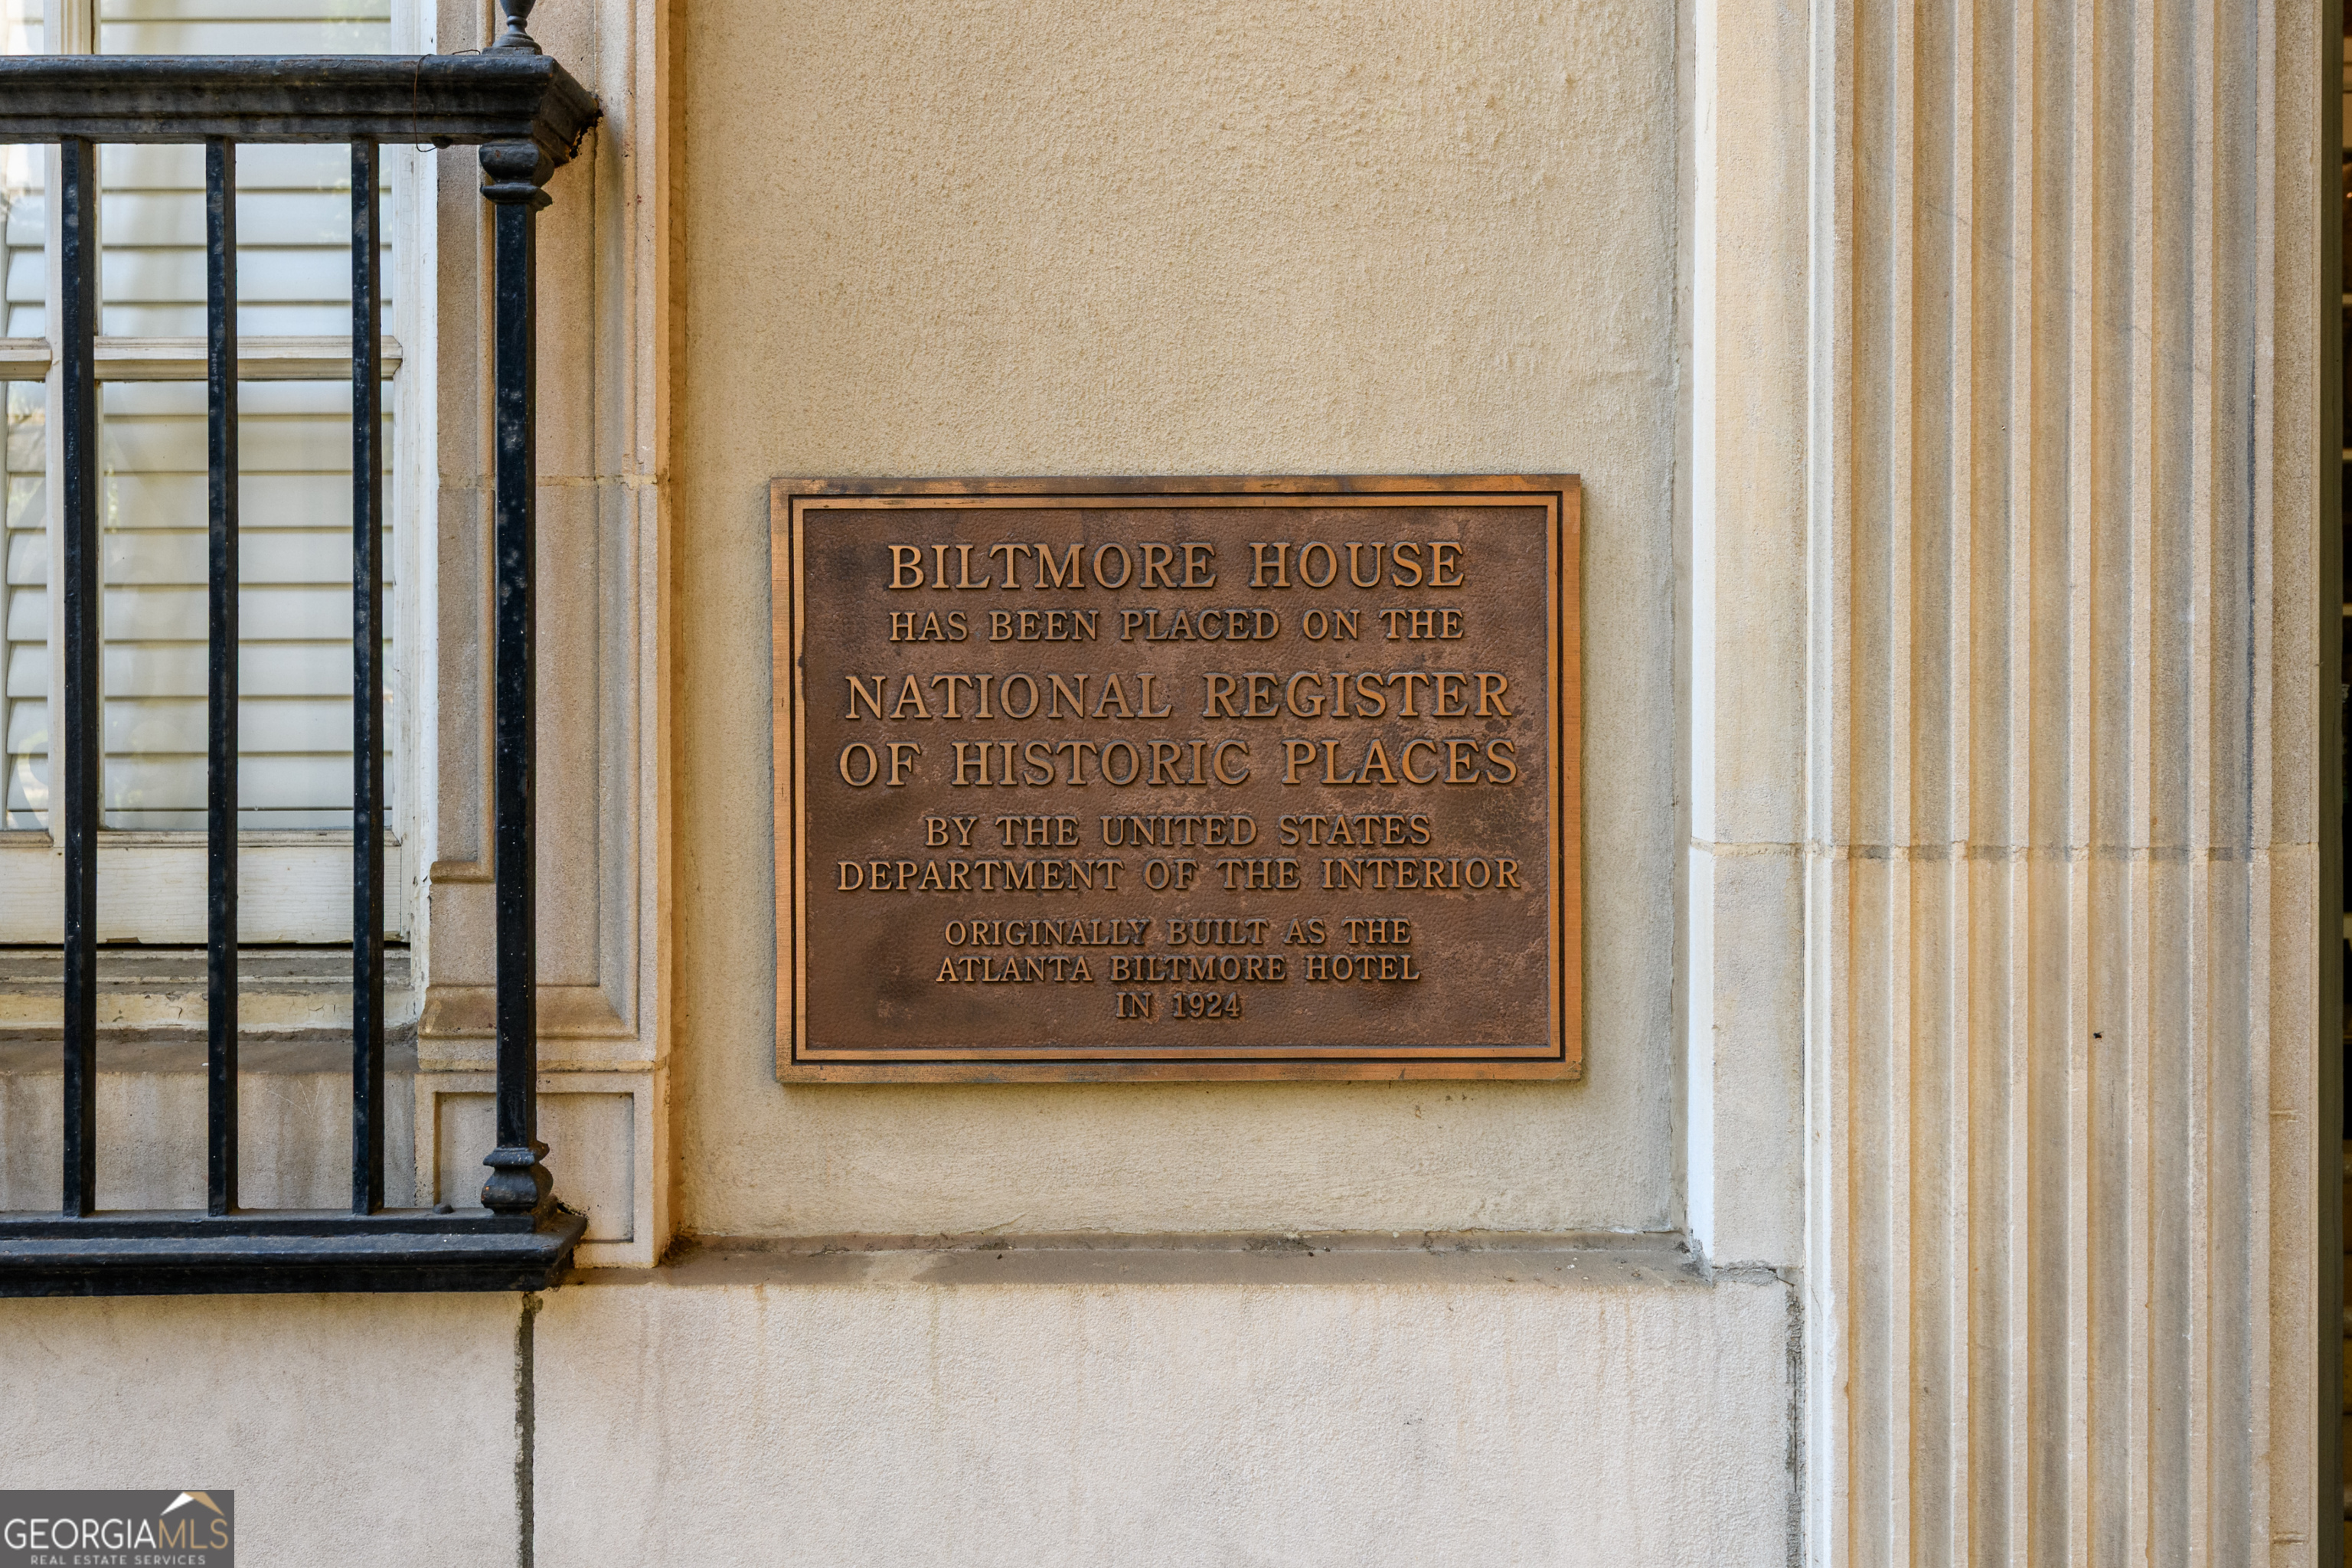 BILTMORE HOUSE
HAS BEEN PLACED ON THE
NATIONAL REGISTER
OF HISTORIC PLACES
BY THE UNITED STATES
DEPARTMENT OF THE INTERIOR
ORIGINALLY BUILT AS THE
ATLANTA BILTMORE HOTEL
IN 1924
GEORGIAMLS
REAL ESTATE SERVICES